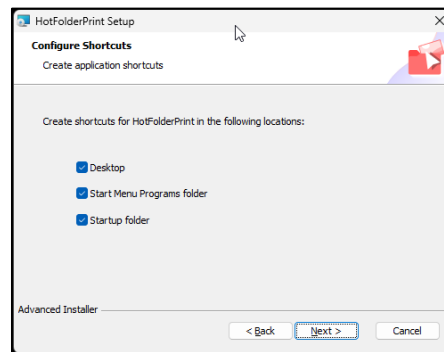 HotFolderPrint Setup
Configure Shortcuts
Create application shortcuts
Create shortcuts for HotFolderPrint in the following locations:
Desktop
Start Menu Programs folder
Startup folder
Advanced Installer
< Back Next > Cancel